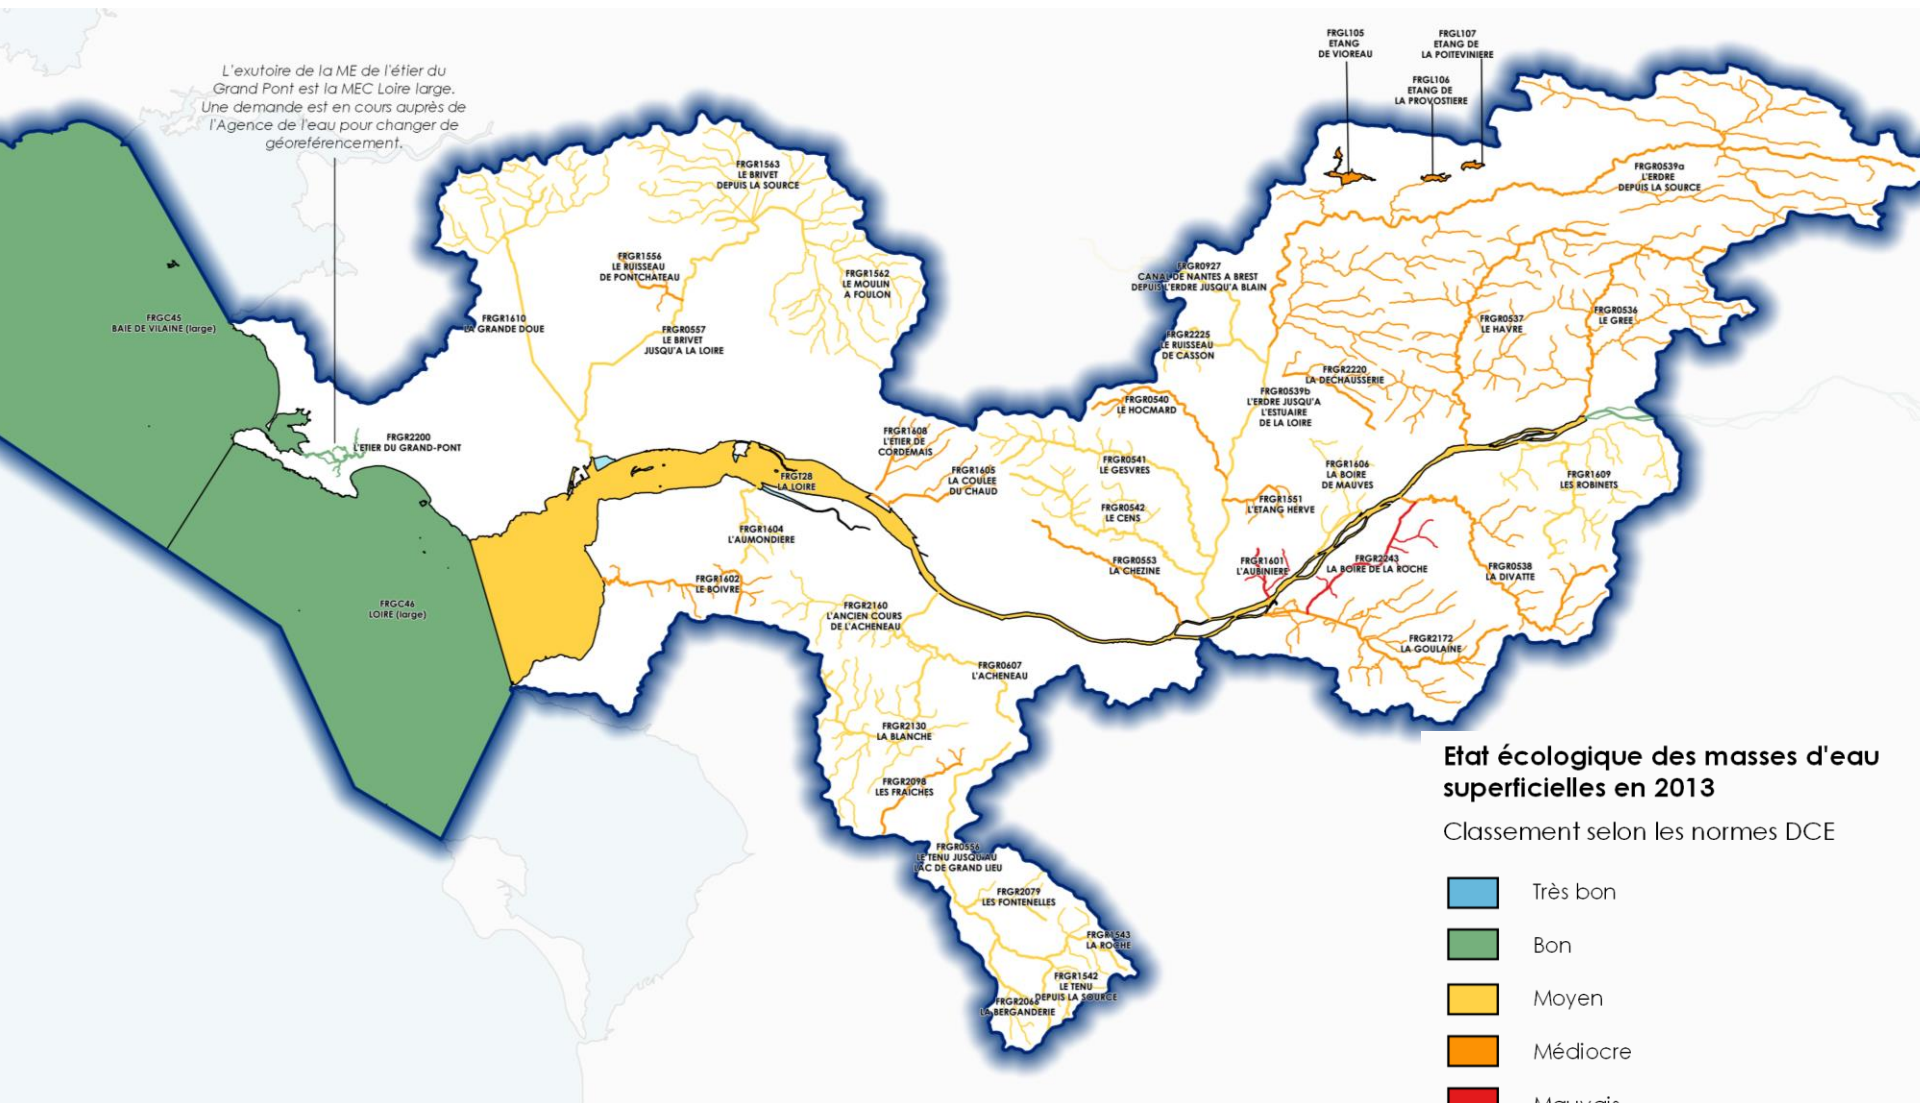 L'exutoire de la ME de l'étier du
Grand Pont est la MEC Loire large.
Une demande est en cours auprès de
l'Agence de l'eau pour changer de
géoreférencement.
FRGL105
ETANG
DE VIOREAU
FRGL107
ETANG DE
LA POITEVINIERE
FRGL106
ETANG DE
LA PROVOSTIERE
FRGR1563
LE BRIVET
DEPUIS LA SOURCE
FRGR0539a
L'ERDRE
DEPUIS LA SOURCE
FRGR1556
LE RUISSEAU
DE PONTCHATEAU
FRGR1562
LE MOULIN
A FOULON
FRGR0927
CANAL DE NANTES A BREST
DEPUIS L'ERDRE JUSQU'A BLAIN
FRGC45
BAIE DE VILAINE (large)
FRGR1610
LA GRANDE DOUE
FRGR0557
LE BRIVET
JUSQU'A LA LOIRE
FRGR2225
LE RUISSEAU
DE CASSON
FRGR0537
LE HAVRE
FRGR0536
LE GREE
FRGR2220
LA DECHAUSSERIE
FRGR0540
LE HOCMARD
FRGR0539b
L'ERDRE JUSQU'A
L'ESTUAIRE
DE LA LOIRE
FRGR2200
L'ETIER DU GRAND-PONT
FRGR1608
L'ETIER DE
CORDEMAIS
FRGR1605
LA COULEE
DU CHAUD
FRGT28
LA LOIRE
FRGR0541
LE GESVRES
FRGR1606
LA BOIRE
DE MAUVES
FRGR1609
LES ROBINETS
FRGR0542
LE CENS
FRGR1551
L'ETANG HERVE
FRGR1604
L'AUMONDIERE
FRGR0553
LA CHEZINE
FRGR1601
L'AUBINIERE
FRGR2243
LA BOIRE DE LA ROCHE
FRGR0538
LA DIVATTE
FRGR1602
LE BOIVRE
FRGC46
LOIRE (large)
FRGR2160
L'ANCIEN COURS
DE L'ACHENEAU
FRGR2172
LA GOULAINE
FRGR0607
L'ACHENEAU
FRGR2130
LA BLANCHE
FRGR2098
LES FRAICHES
FRGR0556
LE TENU JUSQU'AU
LAC DE GRAND LIEU
FRGR2079
LES FONTENELLES
FRGR1543
LA ROCHE
FRGR1542
LE TENU
DEPUIS LA SOURCE
FRGR2066
LA BERGANDERIE
Etat écologique des masses d'eau
superficielles en 2013
Classement selon les normes DCE
Très bon
Bon
Moyen
Médiocre
Mauvais